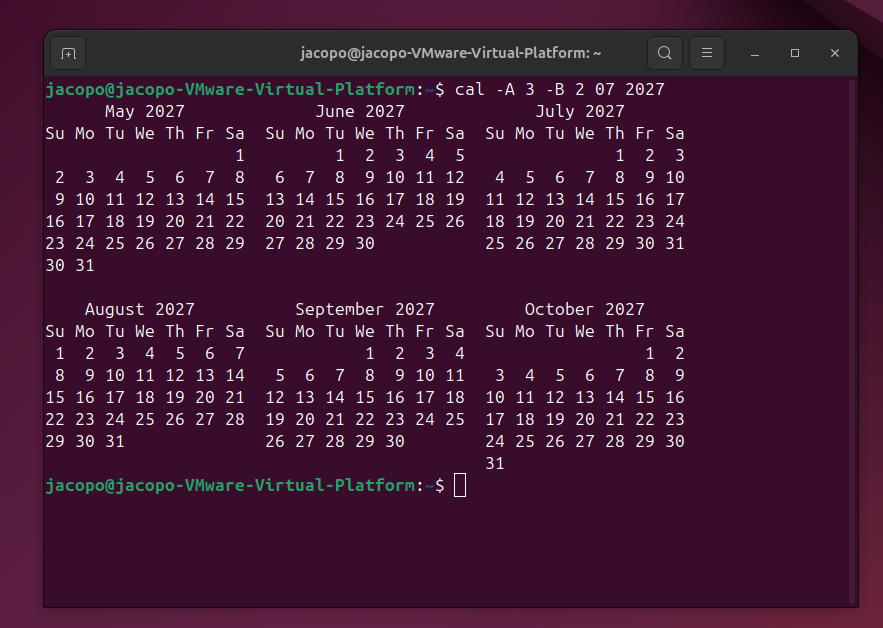 jacopo@jacopo-VMware-Virtual-Platform: ~
jacopo@jacopo-VMware-Virtual-Platform:~$ cal -A 3 -B 2 07 2027
      May 2027             June 2027             July 2027
Su Mo Tu We Th Fr Sa  Su Mo Tu We Th Fr Sa  Su Mo Tu We Th Fr Sa
                   1         1  2  3  4  5               1  2  3
 2  3  4  5  6  7  8   6  7  8  9 10 11 12   4  5  6  7  8  9 10
 9 10 11 12 13 14 15  13 14 15 16 17 18 19  11 12 13 14 15 16 17
16 17 18 19 20 21 22  20 21 22 23 24 25 26  18 19 20 21 22 23 24
23 24 25 26 27 28 29  27 28 29 30           25 26 27 28 29 30 31
30 31
    August 2027          September 2027         October 2027
Su Mo Tu We Th Fr Sa  Su Mo Tu We Th Fr Sa  Su Mo Tu We Th Fr Sa
 1  2  3  4  5  6  7            1  2  3  4                  1  2
 8  9 10 11 12 13 14   5  6  7  8  9 10 11   3  4  5  6  7  8  9
15 16 17 18 19 20 21  12 13 14 15 16 17 18  10 11 12 13 14 15 16
22 23 24 25 26 27 28  19 20 21 22 23 24 25  17 18 19 20 21 22 23
29 30 31              26 27 28 29 30        24 25 26 27 28 29 30
                                            31
jacopo@jacopo-VMware-Virtual-Platform:~$